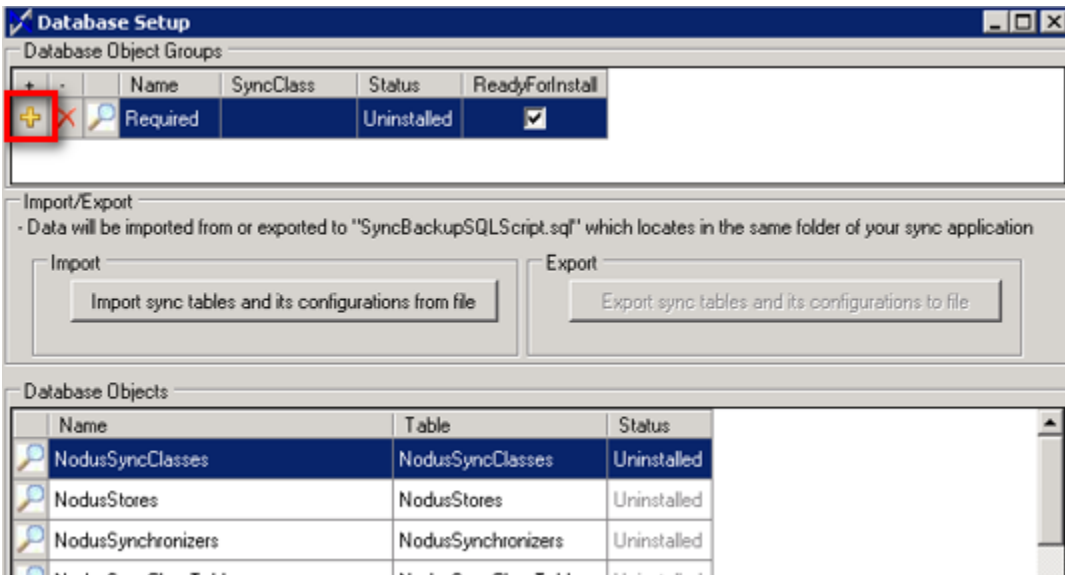 Database Setup
Database Object Groups
+ - Name SyncClass Status ReadyForInstall
Required Uninstalled
Import/Export
- Data will be imported from or exported to "SyncBackupSQLScript.sql" which locates in the same folder of your sync application
Import Export
Import sync tables and its configurations from file Export sync tables and its configurations to file
Database Objects
Name Table Status
NodusSyncClasses NodusSyncClasses Uninstalled
NodusStores NodusStores Uninstalled
NodusSynchronizers NodusSynchronizers Uninstalled